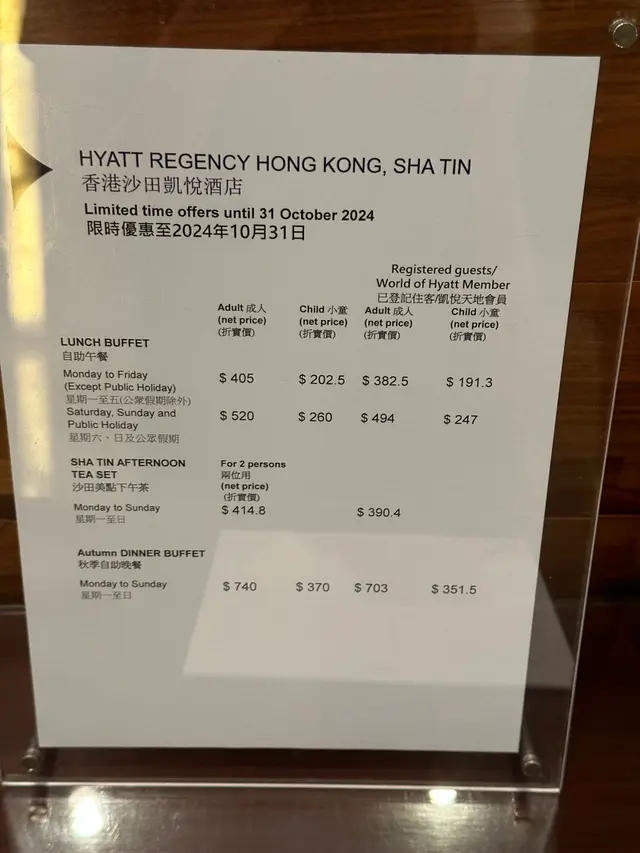 HYATT REGENCY HONG KONG, SHA TIN
香港沙田凱悅酒店
Limited time offers until 31 October 2024
限時優惠至2024年10月31日
Registered guests/
World of Hyatt Member
已登記住客/凱悅天地會員
Adult 成人 Child 小童 Adult 成人 Child 小童
(net price) (net price) (net price) (net price)
(折實價) (折實價) (折實價) (折實價)
LUNCH BUFFET
自助午餐
Monday to Friday $ 405 $ 202.5 $ 382.5 $ 191.3
(Except Public Holiday)
星期一至五(公眾假期除外)
Saturday, Sunday and $ 520 $ 260 $ 494 $ 247
Public Holiday
星期六、日及公眾假期
SHA TIN AFTERNOON For 2 persons
TEA SET 兩位用
沙田美點下午茶 (net price)
(折實價)
Monday to Sunday $ 414.8 $ 390.4
星期一至日
Autumn DINNER BUFFET
秋季自助晚餐
Monday to Sunday $ 740 $ 370 $ 703 $ 351.5
星期一至日